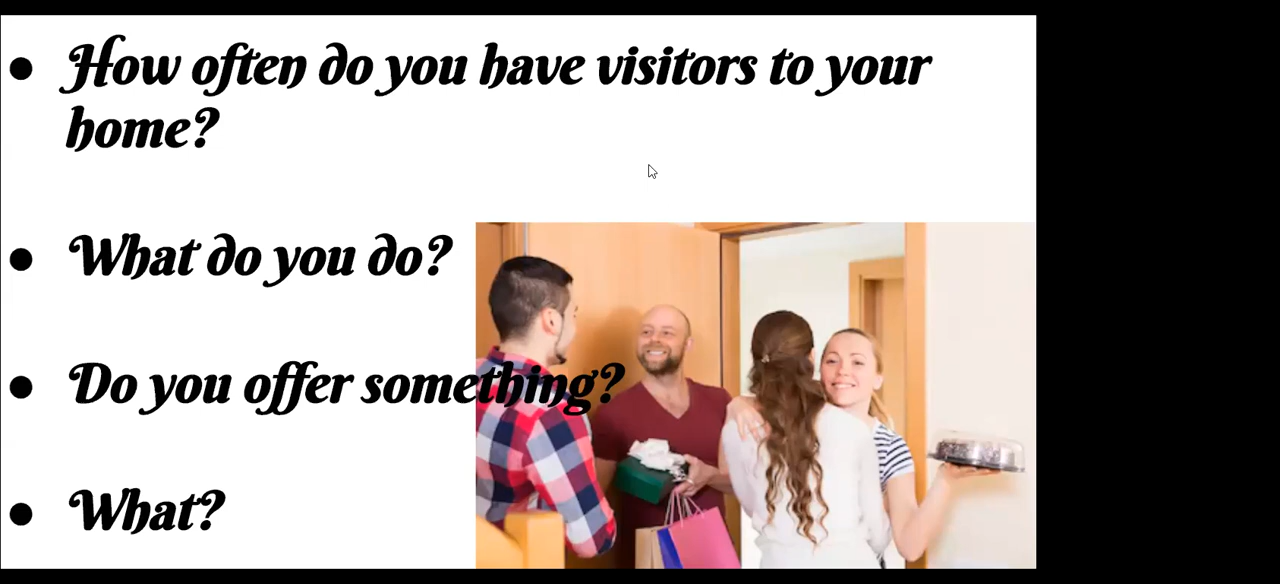 • How often do you have visitors to your
home?
• What do you do?
• Do you offer something?
• What?